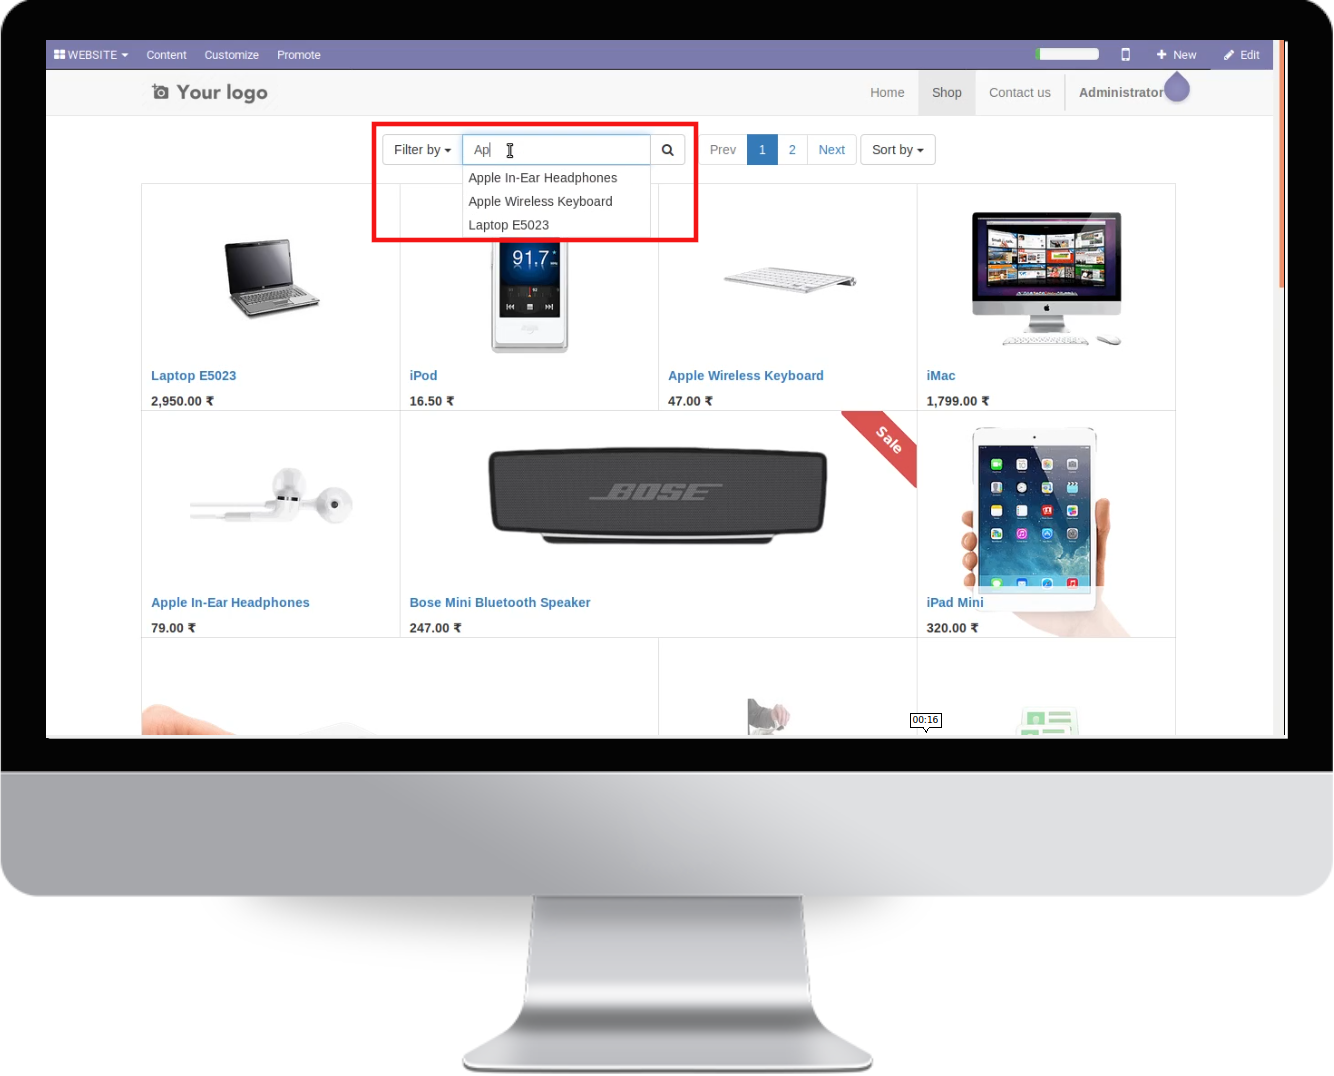 WEBSITE Content Customize Promote New Edit
Your logo Home Shop Contact us Administrator
Filter by Ap Prev 1 2 Next Sort by
Apple In-Ear Headphones
Apple Wireless Keyboard
Laptop E5023
91.7
Laptop E5023 iPod Apple Wireless Keyboard iMac
2,950.00 ₹ 16.50 ₹ 47.00 ₹ 1,799.00 ₹
Sale
BOSE
Apple In-Ear Headphones Bose Mini Bluetooth Speaker iPad Mini
79.00 ₹ 247.00 ₹ 320.00 ₹
00:16